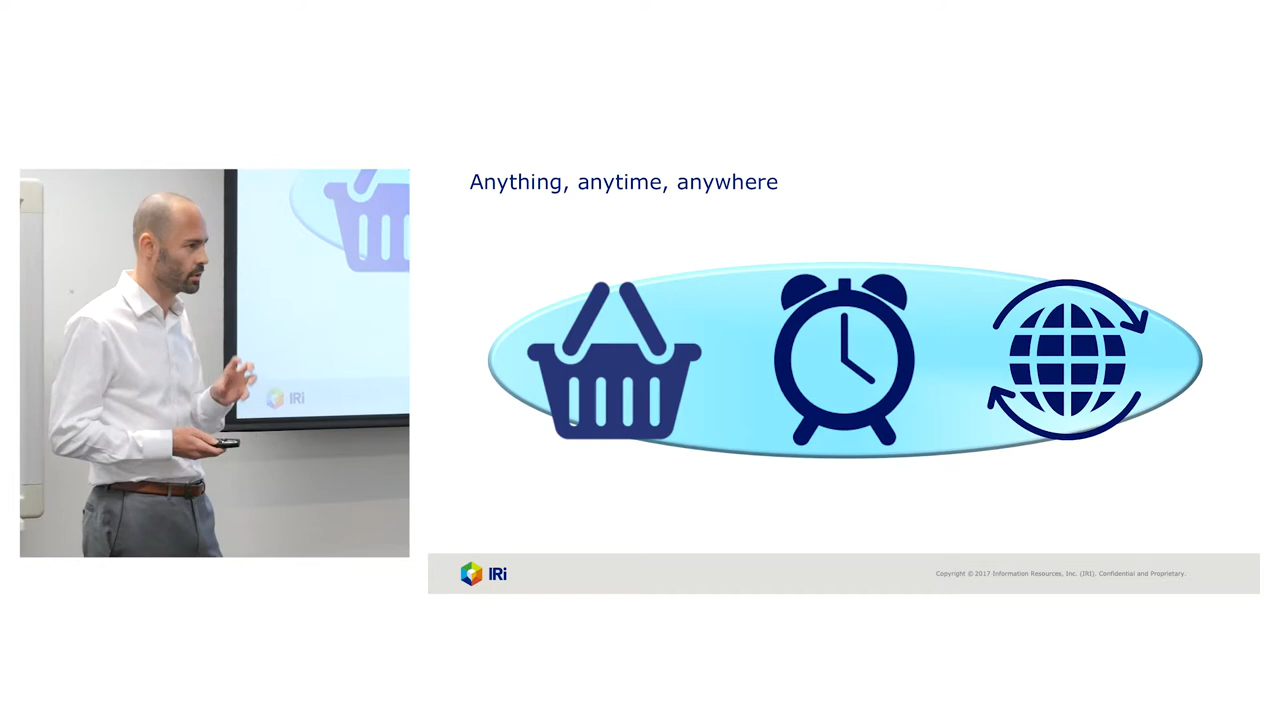 Anything, anytime, anywhere
IRi
IRi
Copyright © 2017 Information Resources, Inc. (IRI). Confidential and Proprietary.